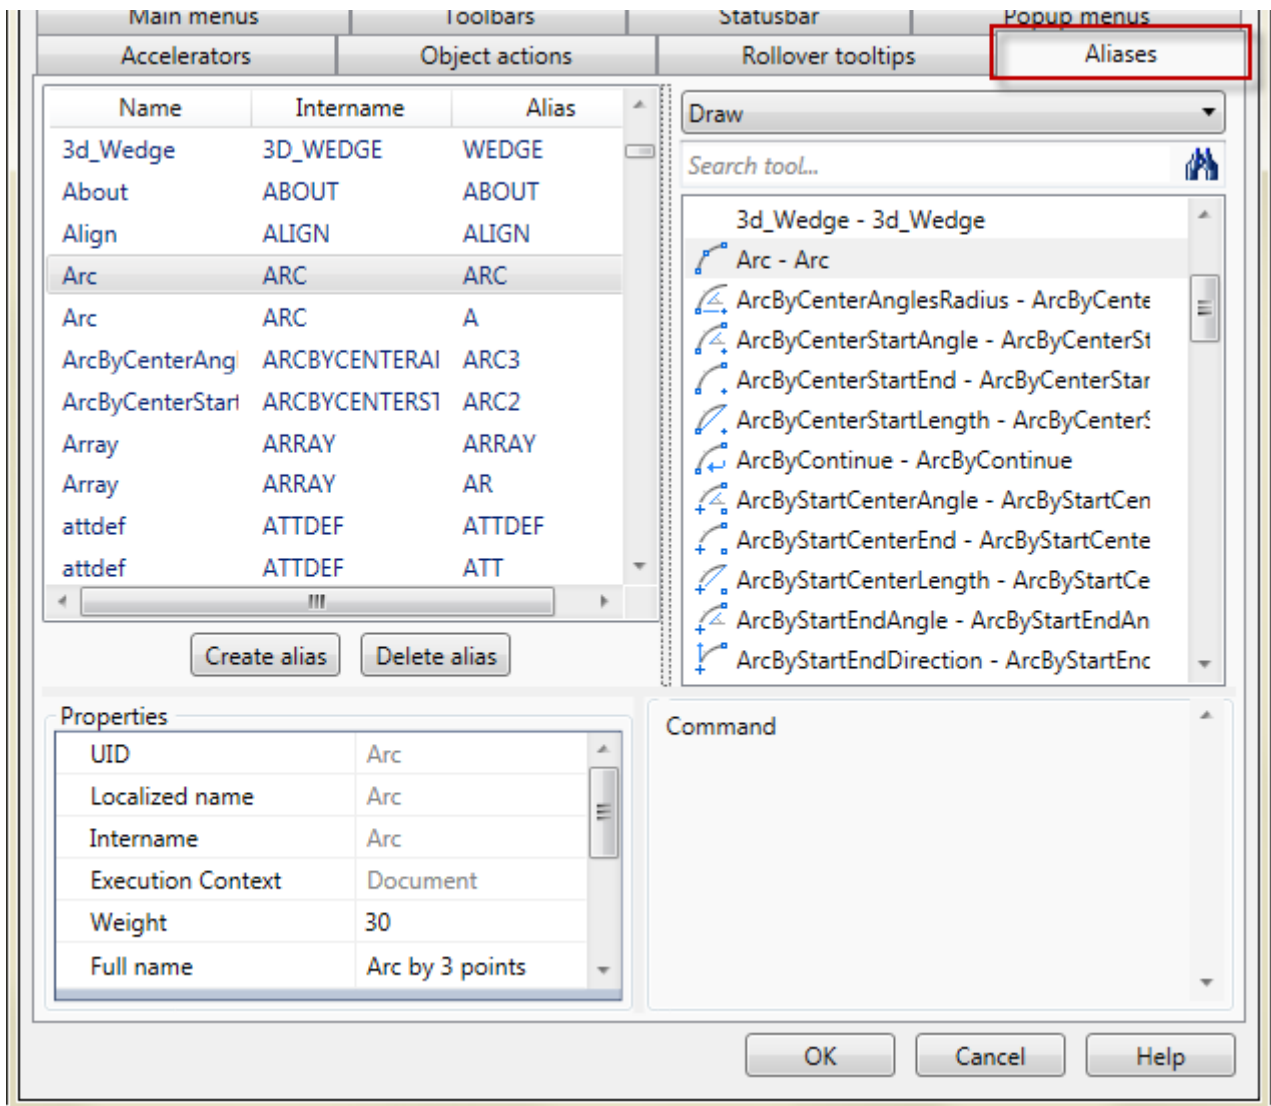 Main menus Toolbars Statusbar Popup menus
Accelerators Object actions Rollover tooltips Aliases
Name Intername Alias
3d_Wedge 3D_WEDGE WEDGE
About ABOUT ABOUT
Align ALIGN ALIGN
Arc ARC ARC
Arc ARC A
ArcByCenterAngl ARCBYCENTERAI ARC3
ArcByCenterStart ARCBYCENTERST ARC2
Array ARRAY ARRAY
Array ARRAY AR
attdef ATTDEF ATTDEF
attdef ATTDEF ATT
Create alias Delete alias
Draw
Search tool...
3d_Wedge - 3d_Wedge
Arc - Arc
ArcByCenterAnglesRadius - ArcByCente
ArcByCenterStartAngle - ArcByCenterSt
ArcByCenterStartEnd - ArcByCenterStar
ArcByCenterStartLength - ArcByCenterS
ArcByContinue - ArcByContinue
ArcByStartCenterAngle - ArcByStartCen
ArcByStartCenterEnd - ArcByStartCente
ArcByStartCenterLength - ArcByStartCe
ArcByStartEndAngle - ArcByStartEndAn
ArcByStartEndDirection - ArcByStartEnc
Properties
UID Arc
Localized name Arc
Intername Arc
Execution Context Document
Weight 30
Full name Arc by 3 points
Command
OK Cancel Help